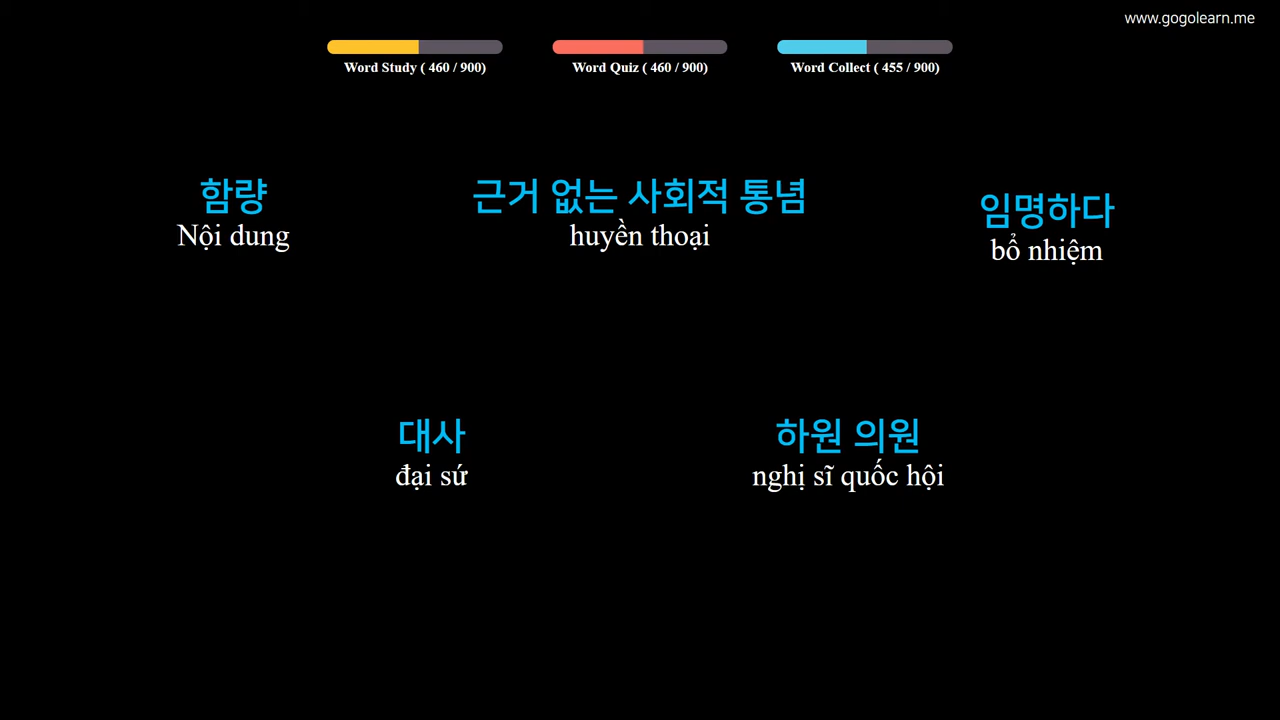 www.gogolearn.me
Word Study ( 460 / 900) Word Quiz ( 460 / 900) Word Collect ( 455 / 900)
함량
Nội dung
근거 없는 사회적 통념
huyền thoại
임명하다
bổ nhiệm
대사
đại sứ
하원 의원
nghị sĩ quốc hội